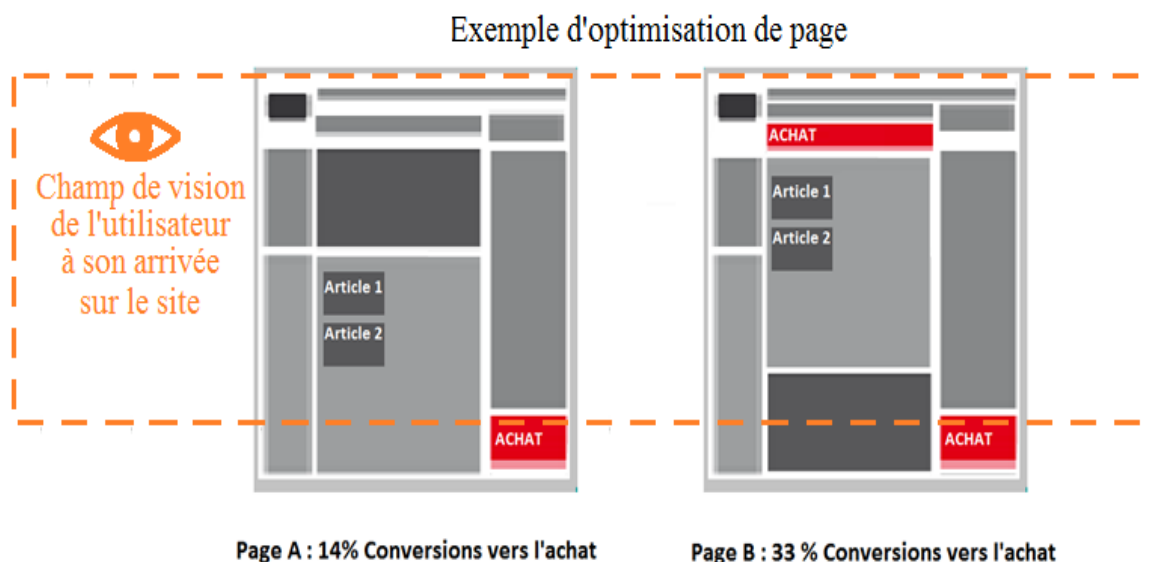 Exemple d'optimisation de page
Champ de vision
de l'utilisateur
à son arrivée
sur le site
Article 1
Article 2
ACHAT
ACHAT
Article 1
Article 2
ACHAT
Page A : 14% Conversions vers l'achat
Page B : 33 % Conversions vers l'achat